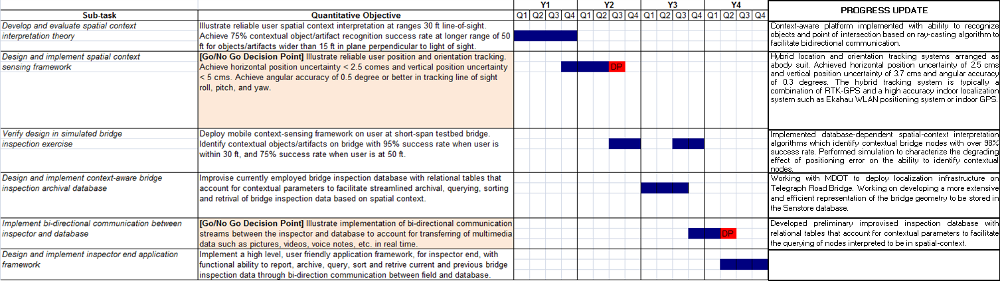 Y1 Y2 Y3 Y4
Sub-task Quantitative Objective Q1 Q2 Q3 Q4 Q1 Q2 Q3 Q4 Q1 Q2 Q3 Q4 Q1 Q2 Q3 Q4 PROGRESS UPDATE
Develop and evaluate spatial context
interpretation theory
Illustrate reliable user spatial context interpretation at ranges 30 ft line-of-sight.
Achieve 75% contextual object/artifact recognition success rate at longer range of 50
ft for objects/artifacts wider than 15 ft in plane perpendicular to light of sight.
Context-aware platform implemented with ability to recognize
objects and point of intersection based on ray-casting algorithm to
facilitate bidirectional communication.
Design and implement spatial context
sensing framework
[Go/No Go Decision Point] Illustrate reliable user position and orientation tracking.
Achieve horizontal position uncertainty < 2.5 comes and vertical position uncertainty
< 5 cms. Achieve angular accuracy of 0.5 degree or better in tracking line of sight
roll, pitch, and yaw.
DP
Hybrid location and orientation tracking systems arranged as
abody suit. Achieved horizontal position uncertainty of 2.5 cms
and vertical position uncertainty of 3.7 cms and angular accuracy
of 0.3 degrees. The hybrid tracking system is typically a
combination of RTK-GPS and a high accuracy indoor localization
system such as Ekahau WLAN positioning system or indoor GPS.
Verify design in simulated bridge
inspection exercise
Deploy mobile context-sensing framework on user at short-span testbed bridge.
Identify contextual objects/artifacts on bridge with 95% success rate when user is
within 30 ft, and 75% success rate when user is at 50 ft.
Implemented database-dependent spatial-context interpretation
algorithms which identify contextual bridge nodes with over 98%
success rate. Performed simulation to characterize the degrading
effect of positioning error on the ability to identify contextual
nodes.
Design and implement context-aware bridge
inspection archival database
Improvise currently employed bridge inspection database with relational tables that
account for contextual parameters to facilitate streamlined archival, querying, sorting
and retrival of bridge inspection data based on spatial context.
Working with MDOT to deploy localization infrastructure on
Telegraph Road Bridge. Working on developing a more extensive
and efficient representation of the bridge geometry to be stored in
the Senstore database.
Implement bi-directional communication between
inspector and database
[Go/No Go Decision Point] Illustrate implementation of bi-directional communication
streams between the inspector and database to account for transferring of multimedia
data such as pictures, videos, voice notes, etc. in real time.
DP
Developed preliminary improvised inspection database with
relational tables that account for contextual parameters to facilitate
the querying of nodes interpreted to be in spatial-context.
Design and implement inspector end application
framework
Implement a high level, user friendly application framework, for inspector end, with
functional ability to report, archive, query, sort and retrive current and previous bridge
inspection data through bi-direction communication between field and database.